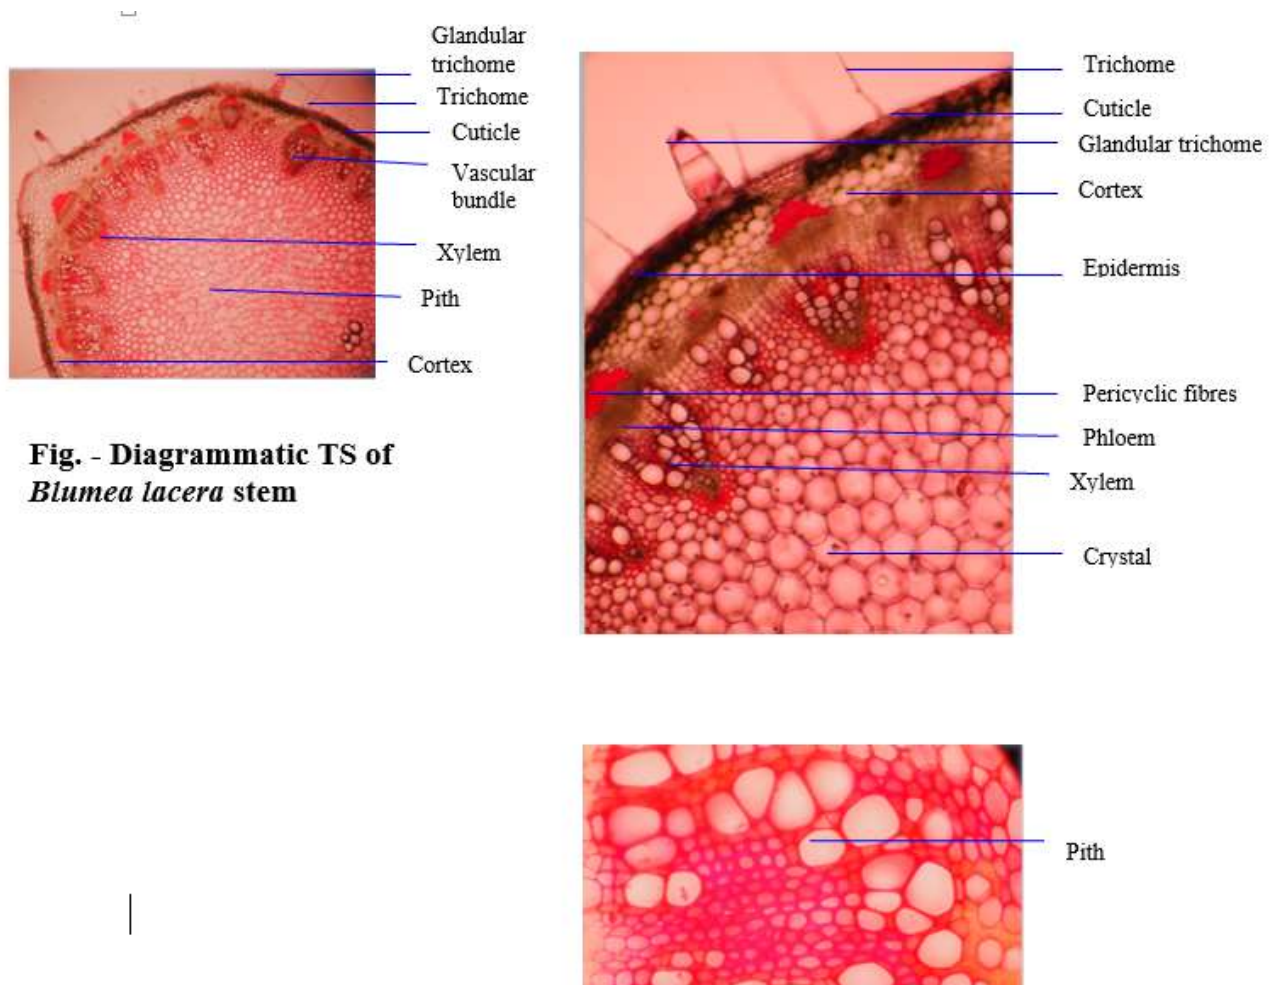 Glandular
trichome
Trichome
Cuticle
Vascular
bundle
Xylem
Pith
Cortex
Fig. - Diagrammatic TS of
Blumea lacera stem
Trichome
Cuticle
Glandular trichome
Cortex
Epidermis
Pericyclic fibres
Phloem
Xylem
Crystal
Pith